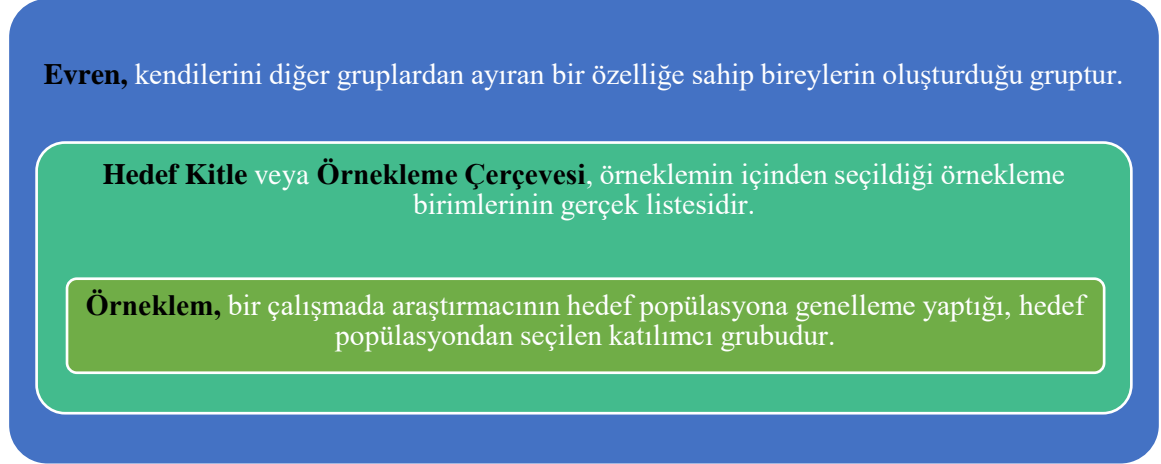 Evren, kendilerini diğer gruplardan ayıran bir özelliğe sahip bireylerin oluşturduğu gruptur.
Hedef Kitle veya Örnekleme Çerçevesi, örneklemin içinden seçildiği örnekleme
birimlerinin gerçek listesidir.
Örneklem, bir çalışmada araştırmacının hedef popülasyona genelleme yaptığı, hedef
popülasyondan seçilen katılımcı grubudur.